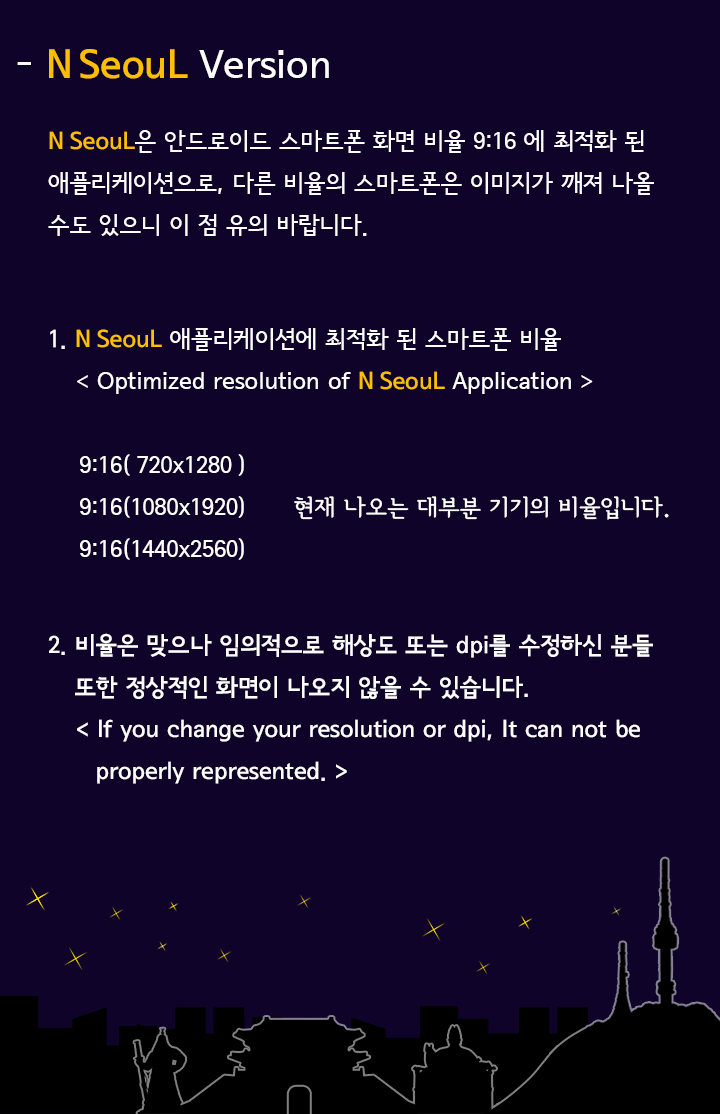 - N SeouL Version
N SeouL은 안드로이드 스마트폰 화면 비율 9:16 에 최적화 된
애플리케이션으로, 다른 비율의 스마트폰은 이미지가 깨져 나올
수도 있으니 이 점 유의 바랍니다.
1. N SeouL 애플리케이션에 최적화 된 스마트폰 비율
< Optimized resolution of N SeouL Application >
9:16( 720x1280 )
9:16(1080x1920) 현재 나오는 대부분 기기의 비율입니다.
9:16(1440x2560)
2. 비율은 맞으나 임의적으로 해상도 또는 dpi를 수정하신 분들
또한 정상적인 화면이 나오지 않을 수 있습니다.
< If you change your resolution or dpi, It can not be
properly represented. >